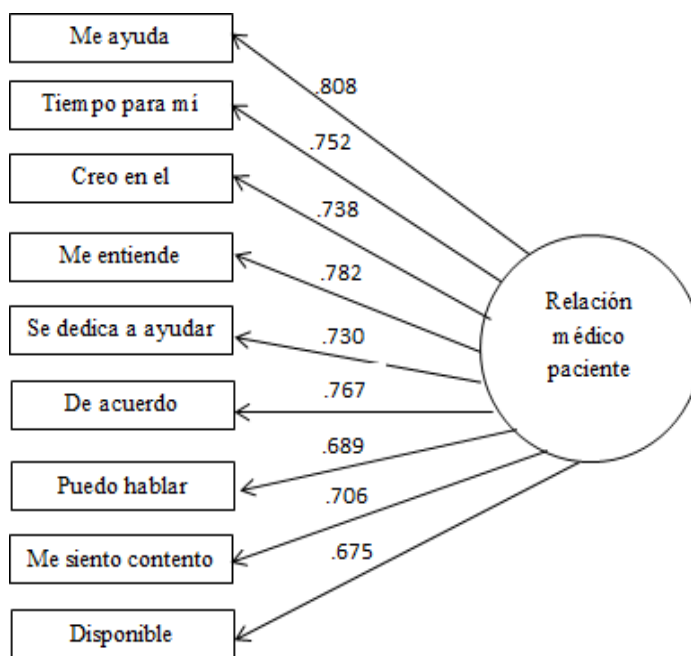 Me ayuda
.808
Tiempo para mí
.752
Creo en el
.738
Me entiende
.782
Se dedica a ayudar
.730
De acuerdo
.767
Puedo hablar
.689
Me siento contento
.706
Disponible
.675
Relación
médico
paciente